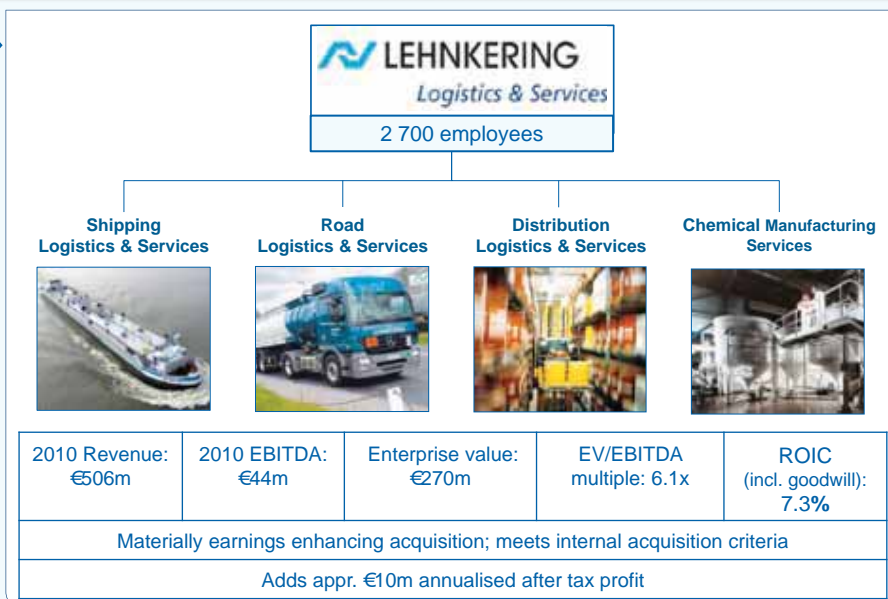 LEHNKERING
Logistics & Services
2 700 employees
Shipping
Logistics & Services
Road
Logistics & Services
Distribution
Logistics & Services
Chemical Manufacturing
Services
2010 Revenue:
€506m
2010 EBITDA:
€44m
Enterprise value:
€270m
EV/EBITDA
multiple: 6.1x
ROIC
(incl. goodwill):
7.3%
Materially earnings enhancing acquisition; meets internal acquisition criteria
Adds appr. €10m annualised after tax profit